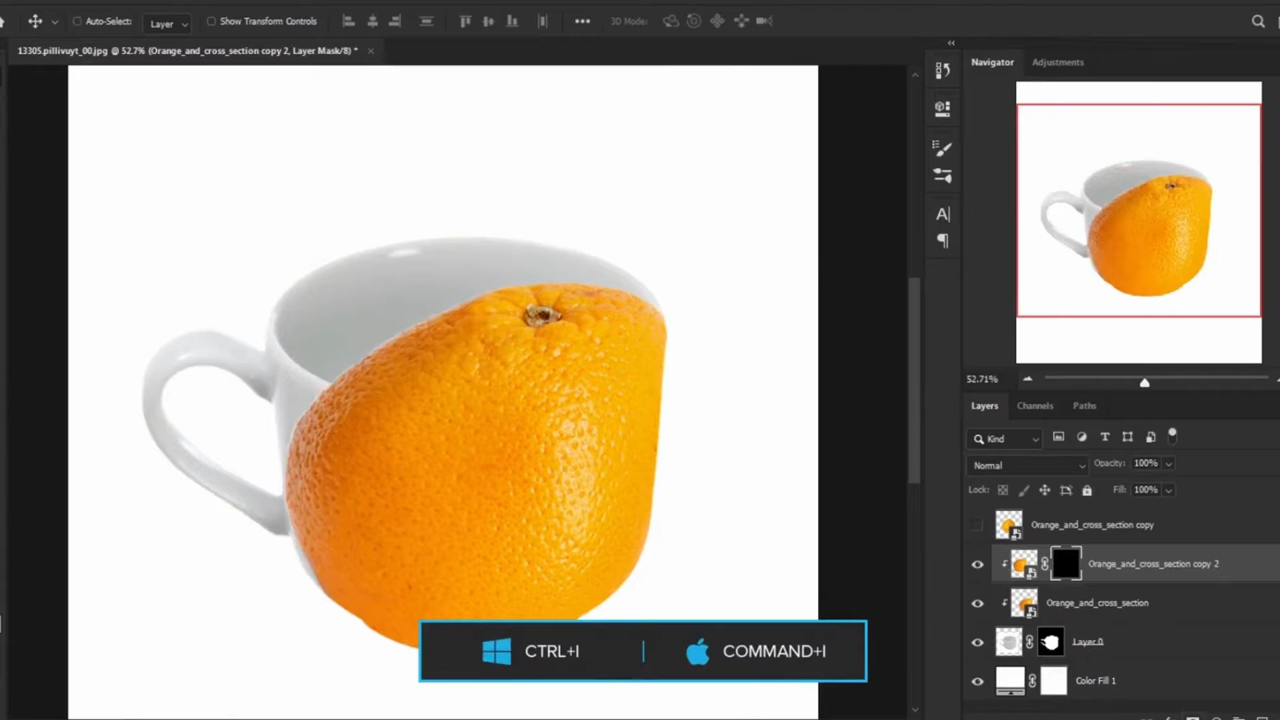 Auto-Select: Layer Show Transform Controls 3D Mode:
13305.pillivuyt_00.jpg @ 52.7% (Orange_and_cross_section copy 2, Layer Mask/8) *
Navigator Adjustments
52.71%
Layers Channels Paths
Kind
Normal Opacity: 100%
Lock: Fill: 100%
Orange_and_cross_section copy
Orange_and_cross_section copy 2
Orange_and_cross_section
Layer 0
Color Fill 1
CTRL+I COMMAND+I